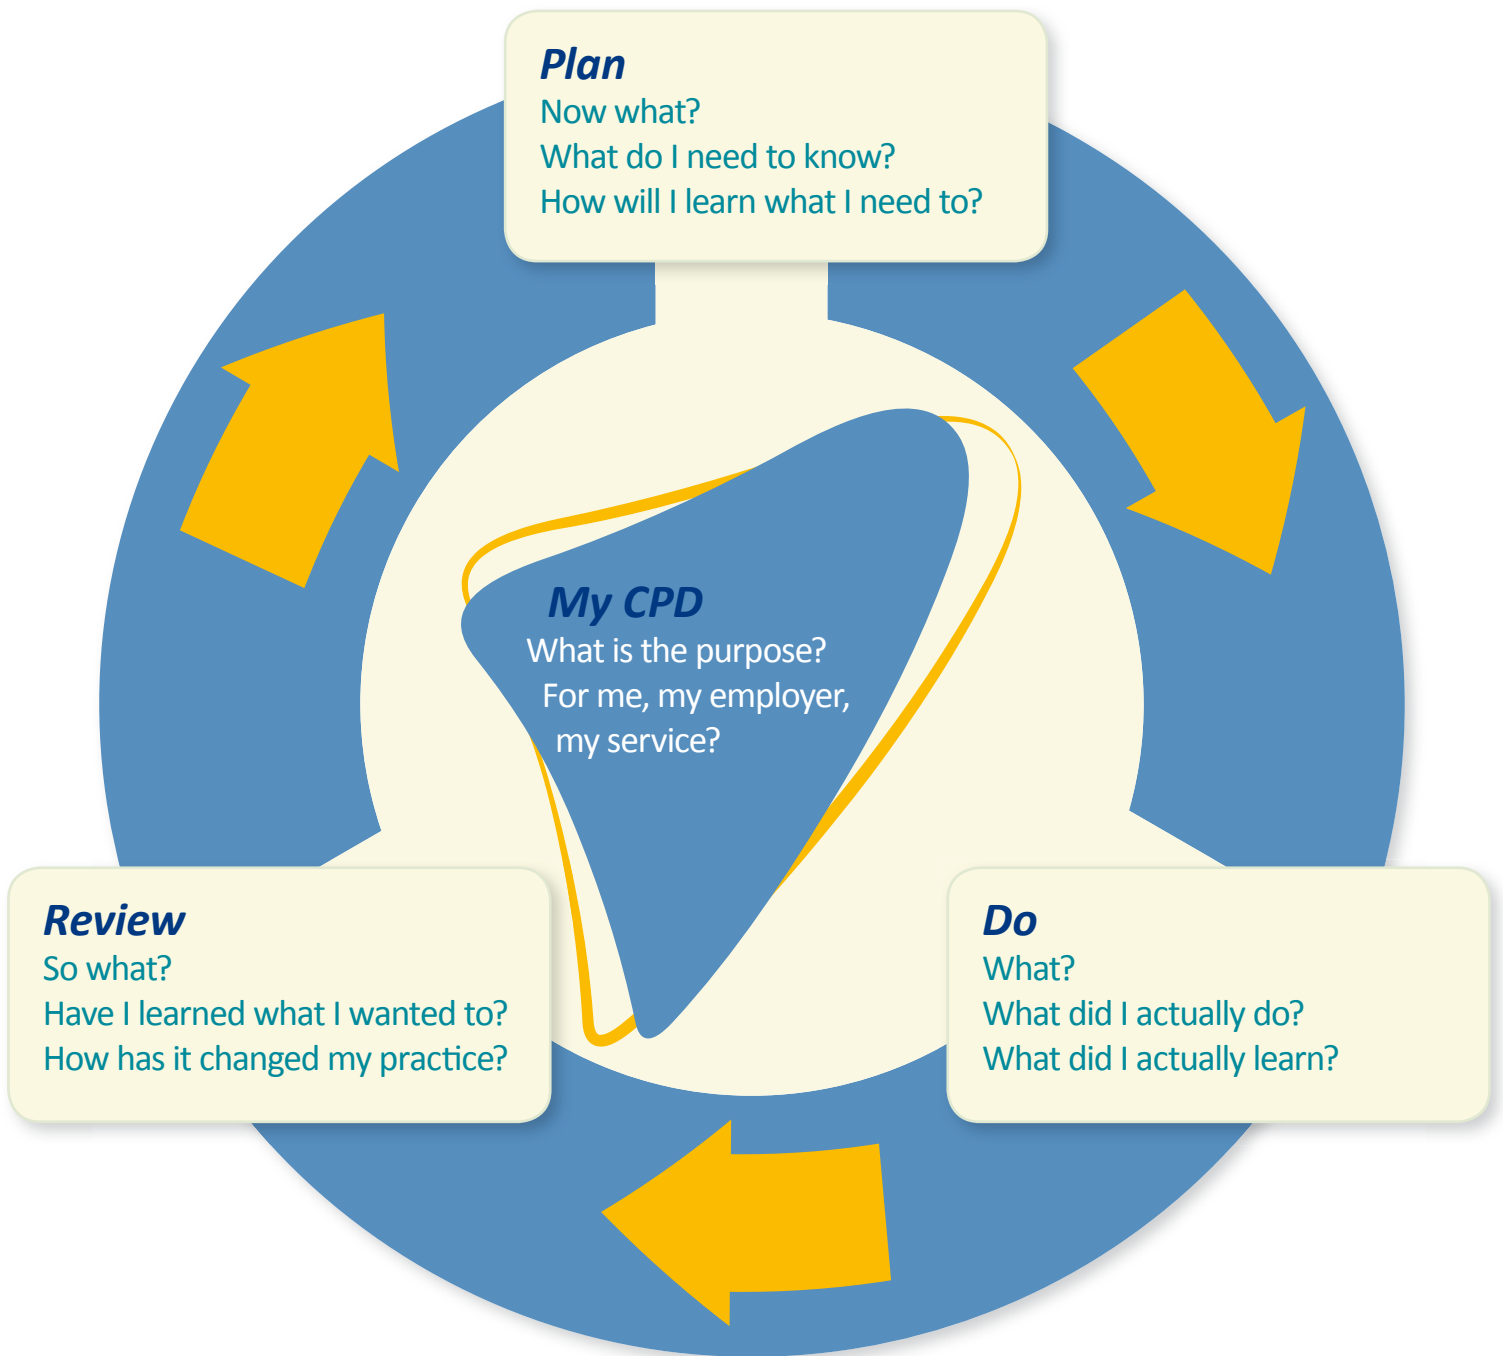 Plan
Now what?
What do I need to know?
How will I learn what I need to?
My CPD
What is the purpose?
For me, my employer,
my service?
Review
So what?
Have I learned what I wanted to?
How has it changed my practice?
Do
What?
What did I actually do?
What did I actually learn?